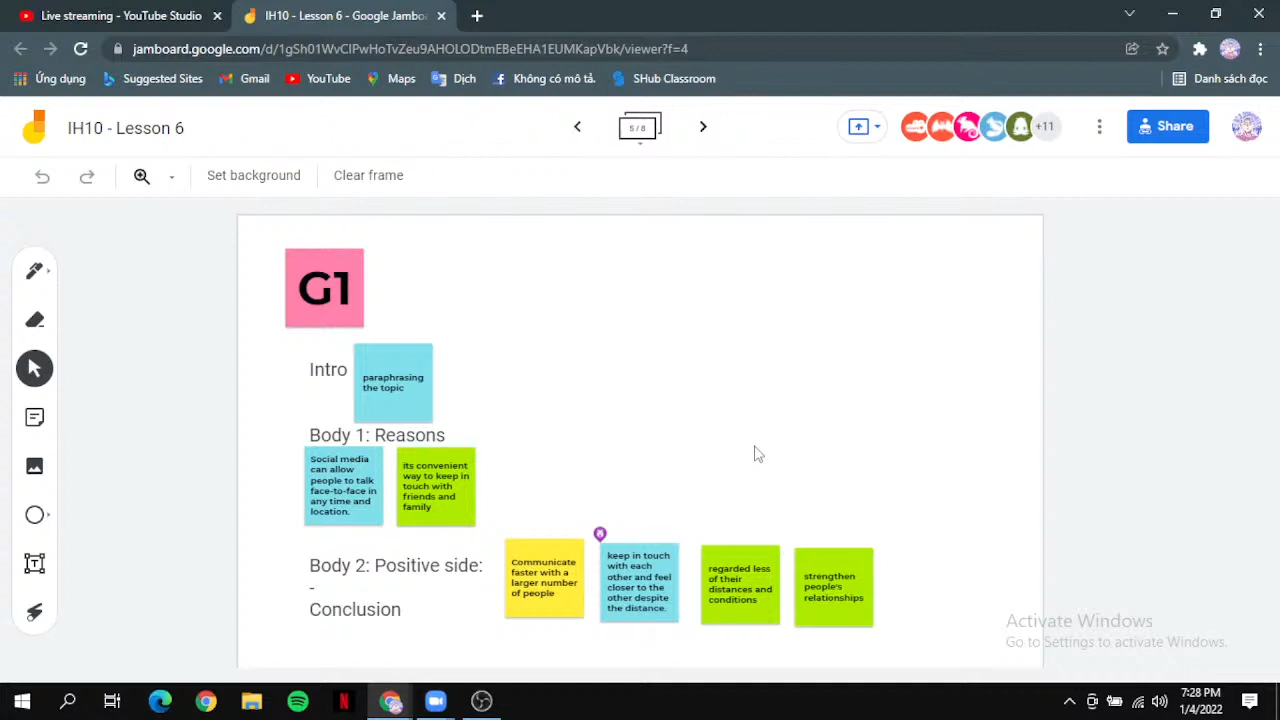 Live streaming - YouTube Studio
IH10 - Lesson 6 - Google Jamboa
jamboard.google.com/d/1gSh01WvClPwHoTvZeu9AHOLODtmEBeEHA1EUMKapVbk/viewer?f=4
Ứng dụng
Suggested Sites
Gmail
YouTube
Maps
Dịch
Không có mô tả.
SHub Classroom
Danh sách đọc
IH10 - Lesson 6
5 / 8
+11
Share
Set background
Clear frame
G1
Intro
paraphrasing
the topic
Body 1: Reasons
Social media
can allow
people to talk
face-to-face in
any time and
location.
its convenient
way to keep in
touch with
friends and
family
Body 2: Positive side:
-
Communicate
faster with a
larger number
of people
keep in touch
with each
other and feel
closer to the
other despite
the distance.
regarded less
of their
distances and
conditions
strengthen
people's
relationships
Conclusion
Activate Windows
Go to Settings to activate Windows.
7:28 PM
1/4/2022